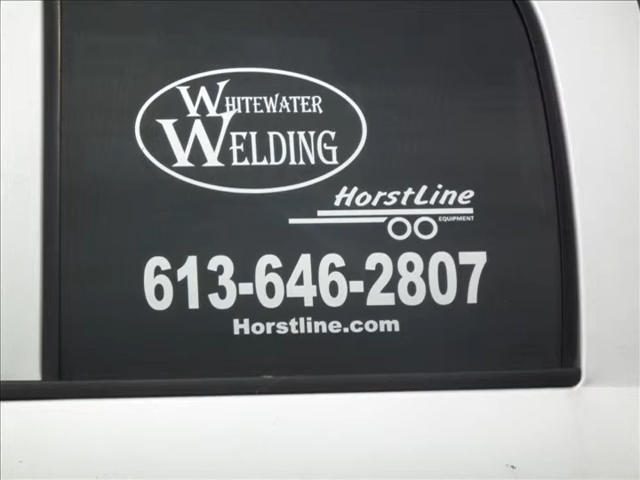 WHITEWATER
WELDING
HorstLine
EQUIPMENT
613-646-2807
Horstline.com